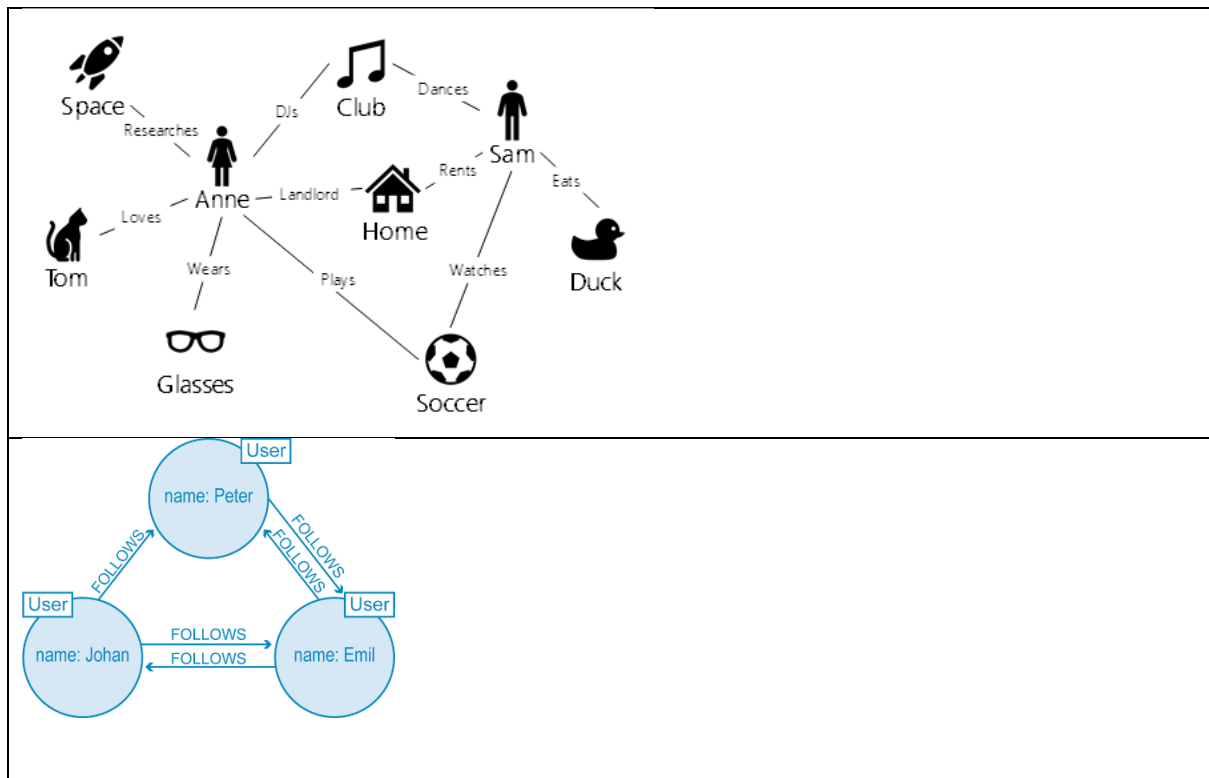 Space
Club
Dances
DJs
Researches
Sam
Rents
Eats
Anne
Landlord
Loves
Home
Tom
Wears
Plays
Watches
Duck
Glasses
Soccer
User
name: Peter
FOLLOWS
FOLLOWS
FOLLOWS
User
User
FOLLOWS
name: Johan
name: Emil
FOLLOWS